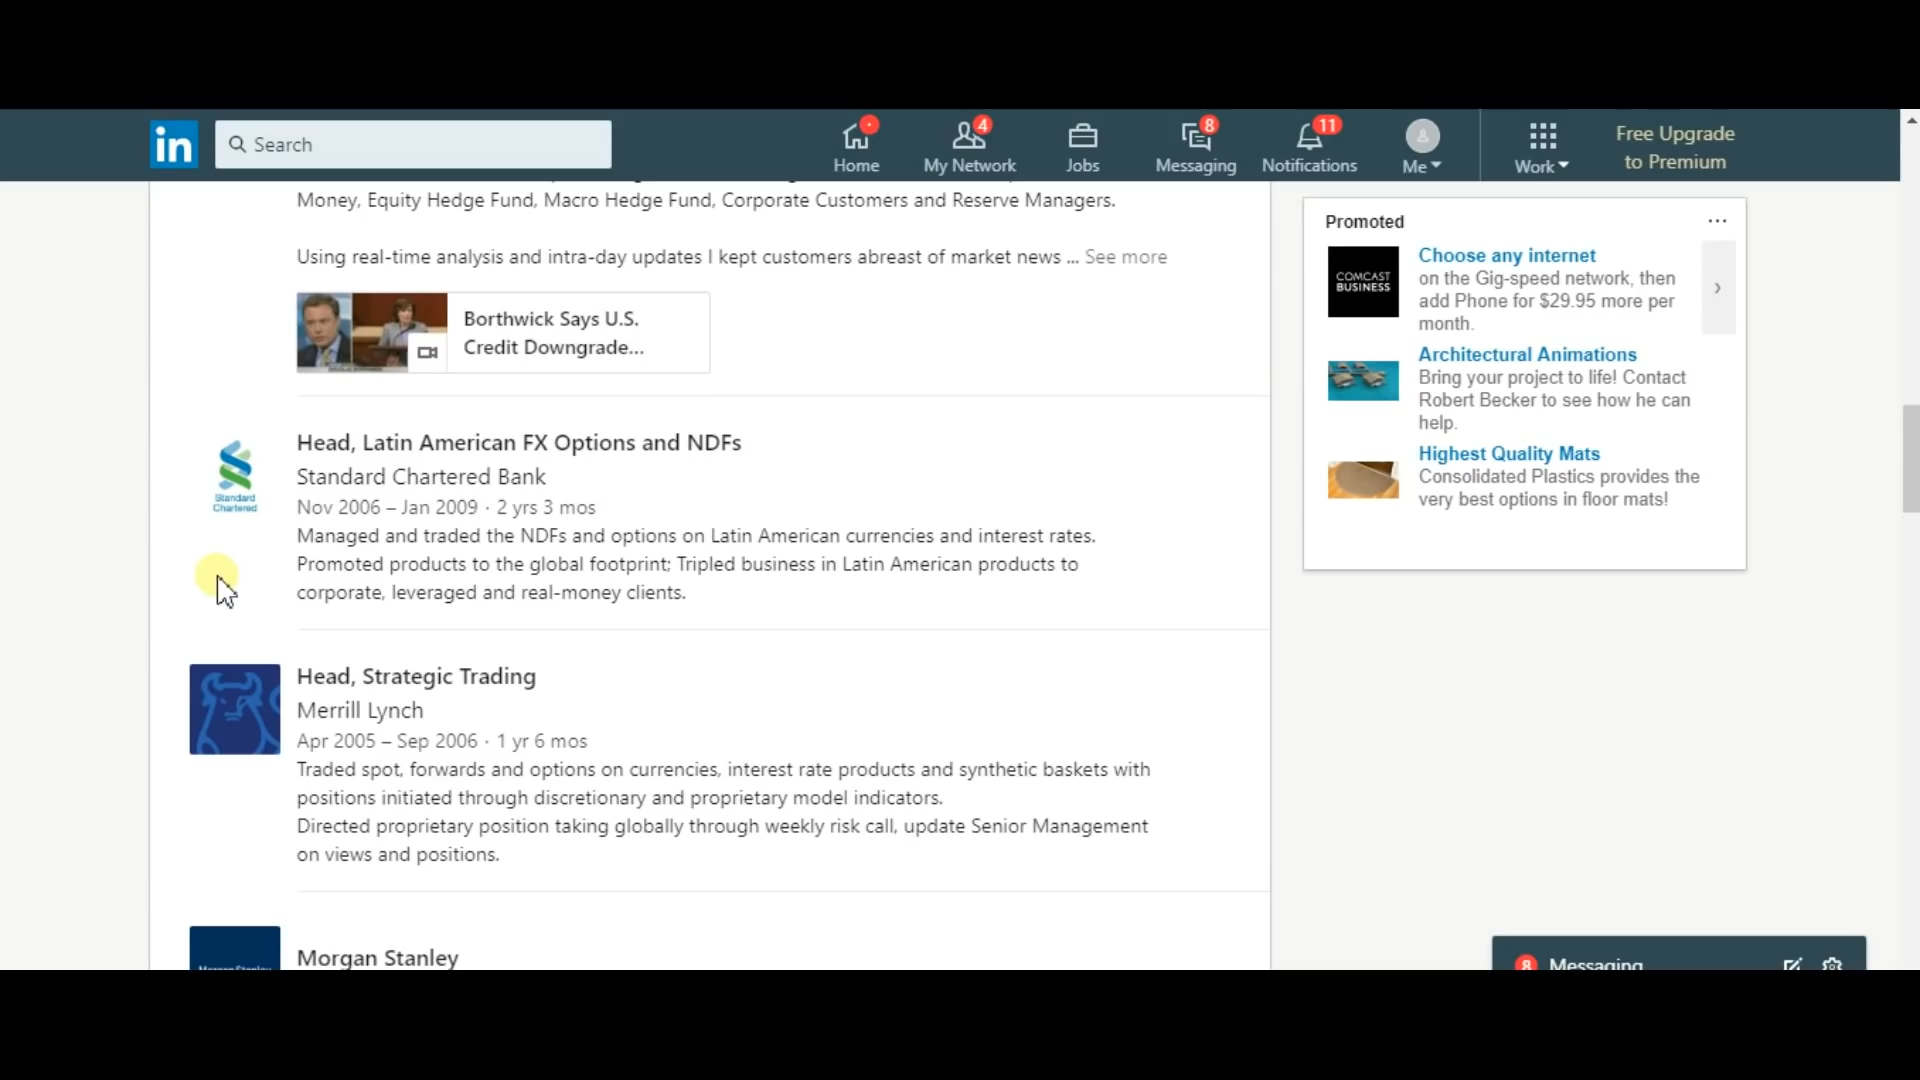 in
Search
Home
4
My Network
Jobs
8
Messaging
11
Notifications
Me
Work
Free Upgrade
to Premium
Money, Equity Hedge Fund, Macro Hedge Fund, Corporate Customers and Reserve Managers.
Using real-time analysis and intra-day updates I kept customers abreast of market news ... See more
Borthwick Says U.S.
Credit Downgrade...
Head, Latin American FX Options and NDFs
Standard Chartered Bank
Nov 2006 – Jan 2009 · 2 yrs 3 mos
Managed and traded the NDFs and options on Latin American currencies and interest rates.
Promoted products to the global footprint; Tripled business in Latin American products to
corporate, leveraged and real-money clients.
Standard
Chartered
Head, Strategic Trading
Merrill Lynch
Apr 2005 – Sep 2006 · 1 yr 6 mos
Traded spot, forwards and options on currencies, interest rate products and synthetic baskets with
positions initiated through discretionary and proprietary model indicators.
Directed proprietary position taking globally through weekly risk call, update Senior Management
on views and positions.
Morgan Stanley
Morgan Stanley
Promoted
COMCAST
BUSINESS
Choose any internet
on the Gig-speed network, then
add Phone for $29.95 more per
month.
Architectural Animations
Bring your project to life! Contact
Robert Becker to see how he can
help.
Highest Quality Mats
Consolidated Plastics provides the
very best options in floor mats!
8
Messaging